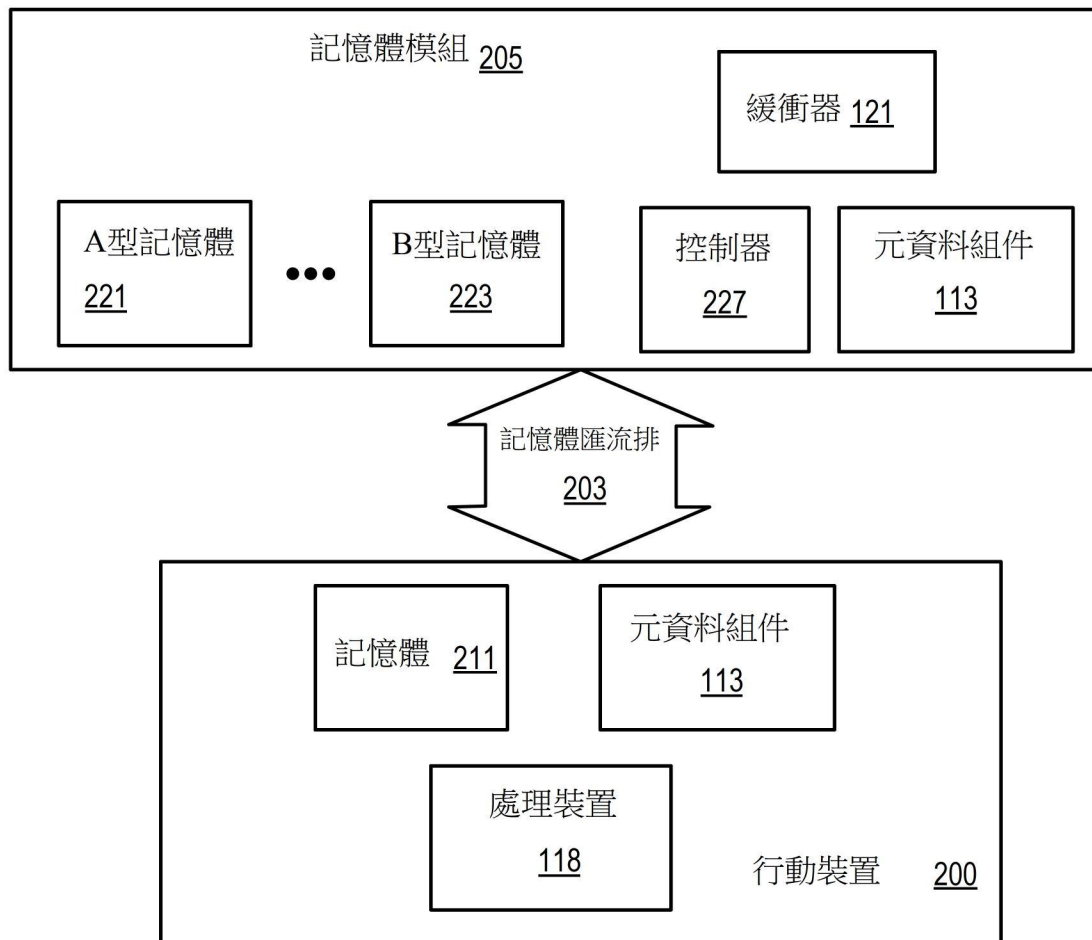 記憶體模組 205
緩衝器 121
A型記憶體
221
B型記憶體
223
控制器
227
元資料組件
113
記憶體匯流排
203
記憶體 211
元資料組件
113
處理裝置
118
行動裝置 200